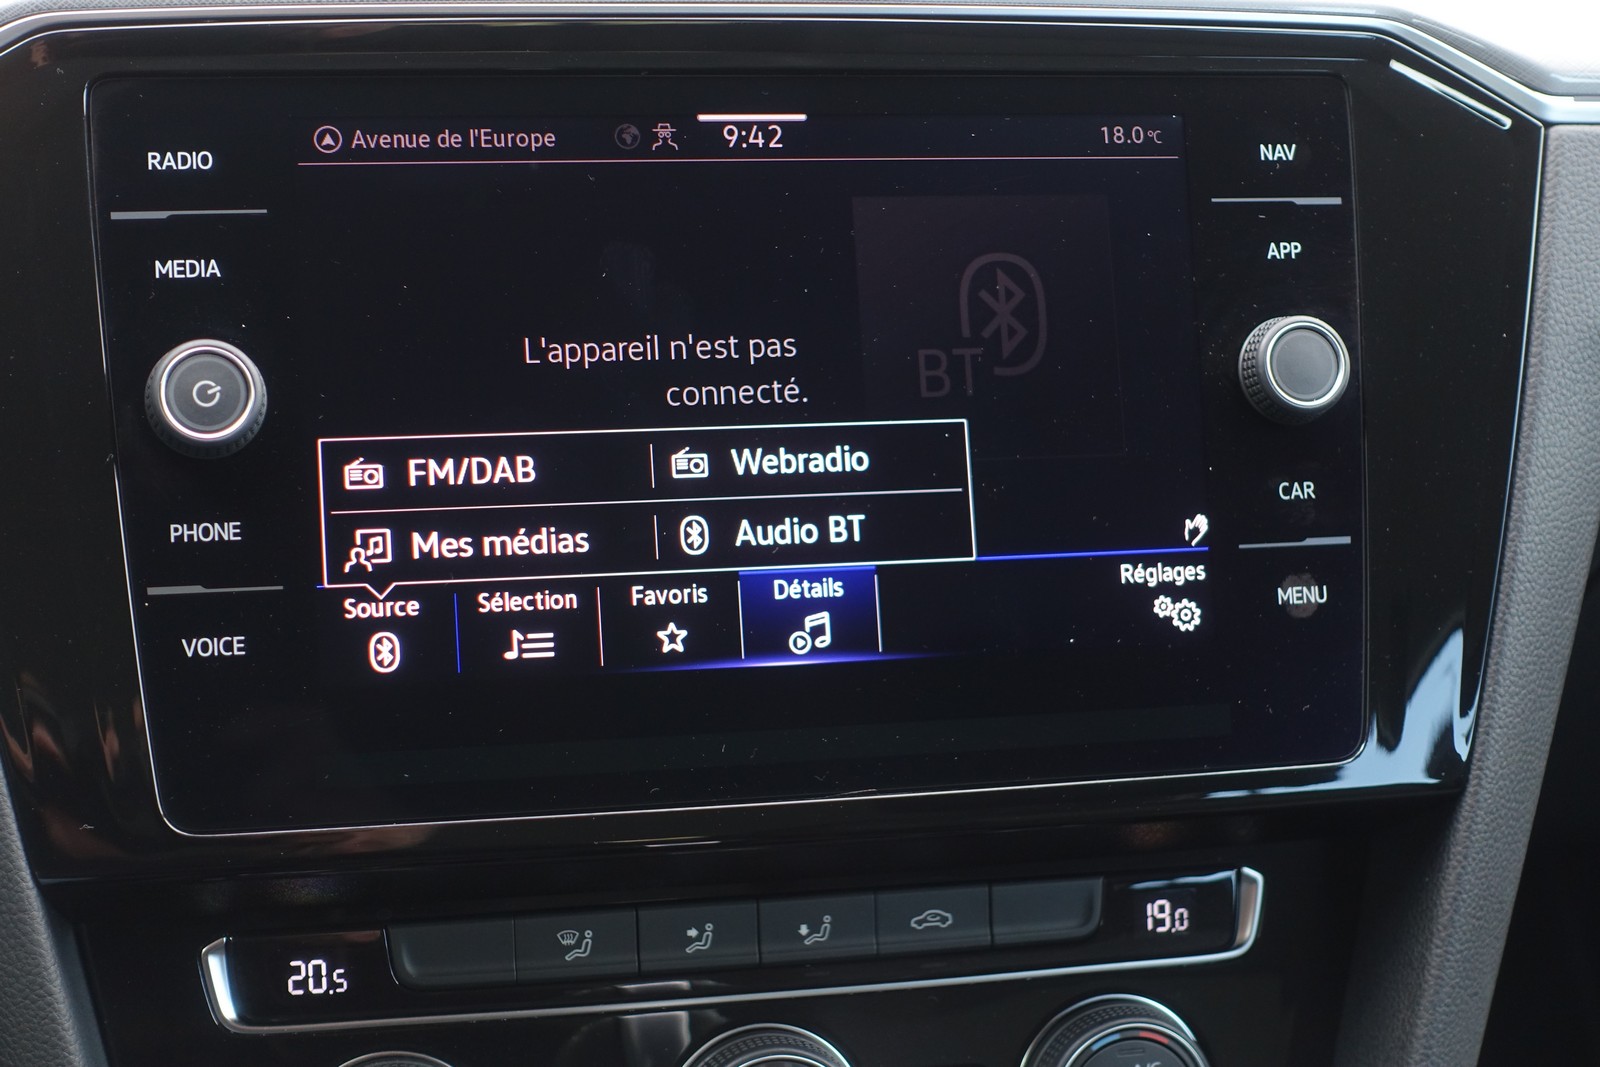 RADIO
MEDIA
PHONE
VOICE
Avenue de l'Europe
9:42
18.0°C
L'appareil n'est pas
connecté.
BT
FM/DAB
Webradio
Mes médias
Audio BT
Source
Sélection
Favoris
Détails
Réglages
NAV
APP
CAR
MENU
20.5
19.0